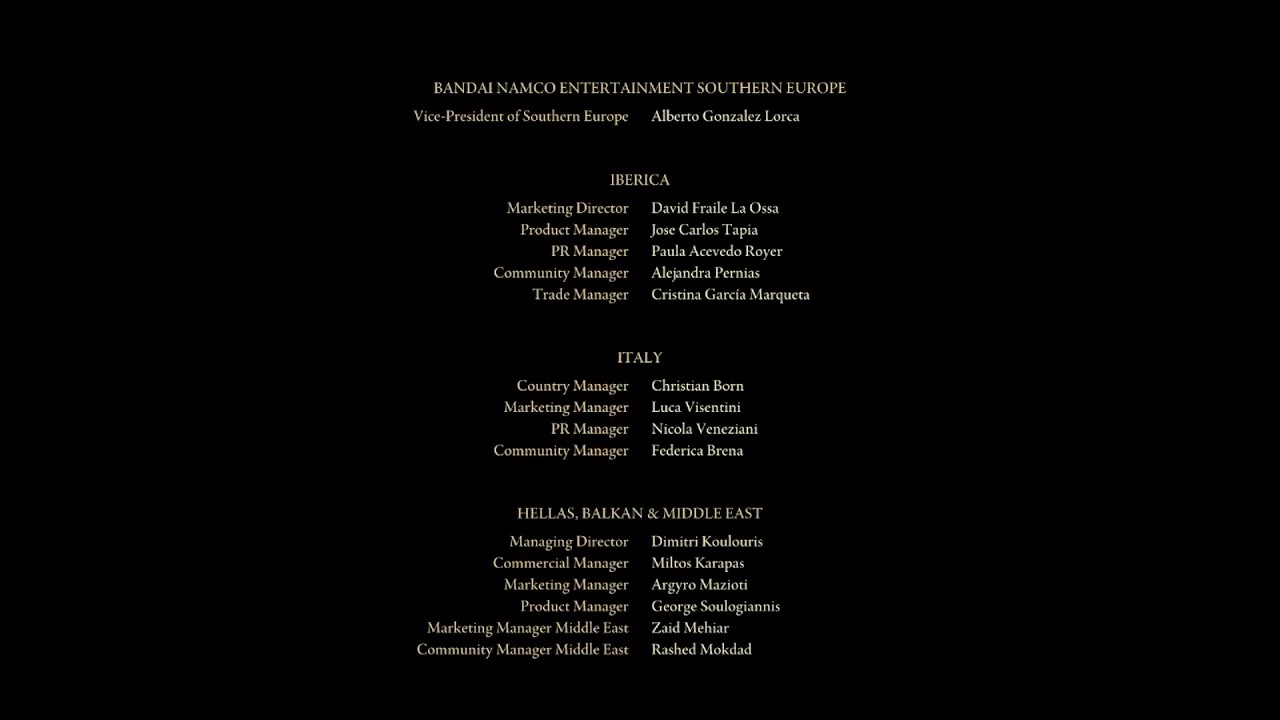 BANDAI NAMCO ENTERTAINMENT SOUTHERN EUROPE
Vice-President of Southern Europe Alberto Gonzalez Lorca
IBERICA
Marketing Director David Fraile La Ossa
Product Manager Jose Carlos Tapia
PR Manager Paula Acevedo Royer
Community Manager Alejandra Pernias
Trade Manager Cristina García Marqueta
ITALY
Country Manager Christian Born
Marketing Manager Luca Visentini
PR Manager Nicola Veneziani
Community Manager Federica Brena
HELLAS, BALKAN & MIDDLE EAST
Managing Director Dimitri Koulouris
Commercial Manager Miltos Karapas
Marketing Manager Argyro Mazioti
Product Manager George Soulogiannis
Marketing Manager Middle East Zaid Mehiar
Community Manager Middle East Rashed Mokdad